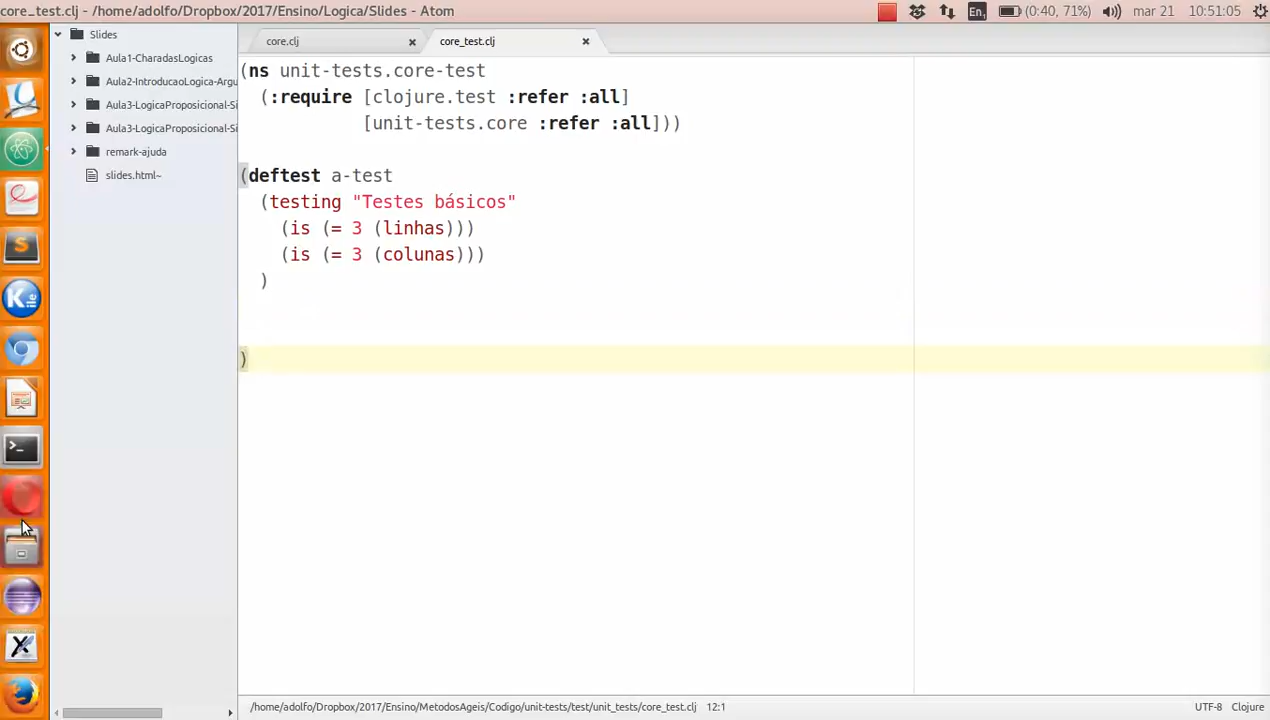 core_test.clj - /home/adolfo/Dropbox/2017/Ensino/Logica/Slides - Atom
En1 (0:40, 71%) mar 21 10:51:05
Slides
Aula1-CharadasLogicas
Aula2-IntroducaoLogica-Argu
Aula3-LogicaProposicional-Si
Aula3-LogicaProposicional-Si
remark-ajuda
slides.html~
core.clj
core_test.clj
(ns unit-tests.core-test
(:require [clojure.test :refer :all]
[unit-tests.core :refer :all]))
(deftest a-test
(testing "Testes básicos"
(is (= 3 (linhas)))
(is (= 3 (colunas)))
)
)
/home/adolfo/Dropbox/2017/Ensino/MetodosAgeis/Codigo/unit-tests/test/unit_tests/core_test.clj 12:1
UTF-8 Clojure